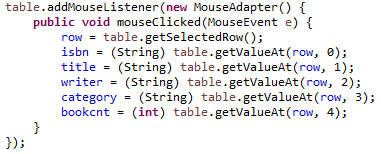 table.addMouseListener(new MouseAdapter() {
    public void mouseClicked(MouseEvent e) {
        row = table.getSelectedRow();
        isbn = (String) table.getValueAt(row, 0);
        title = (String) table.getValueAt(row, 1);
        writer = (String) table.getValueAt(row, 2);
        category = (String) table.getValueAt(row, 3);
        bookcnt = (int) table.getValueAt(row, 4);
    }
});